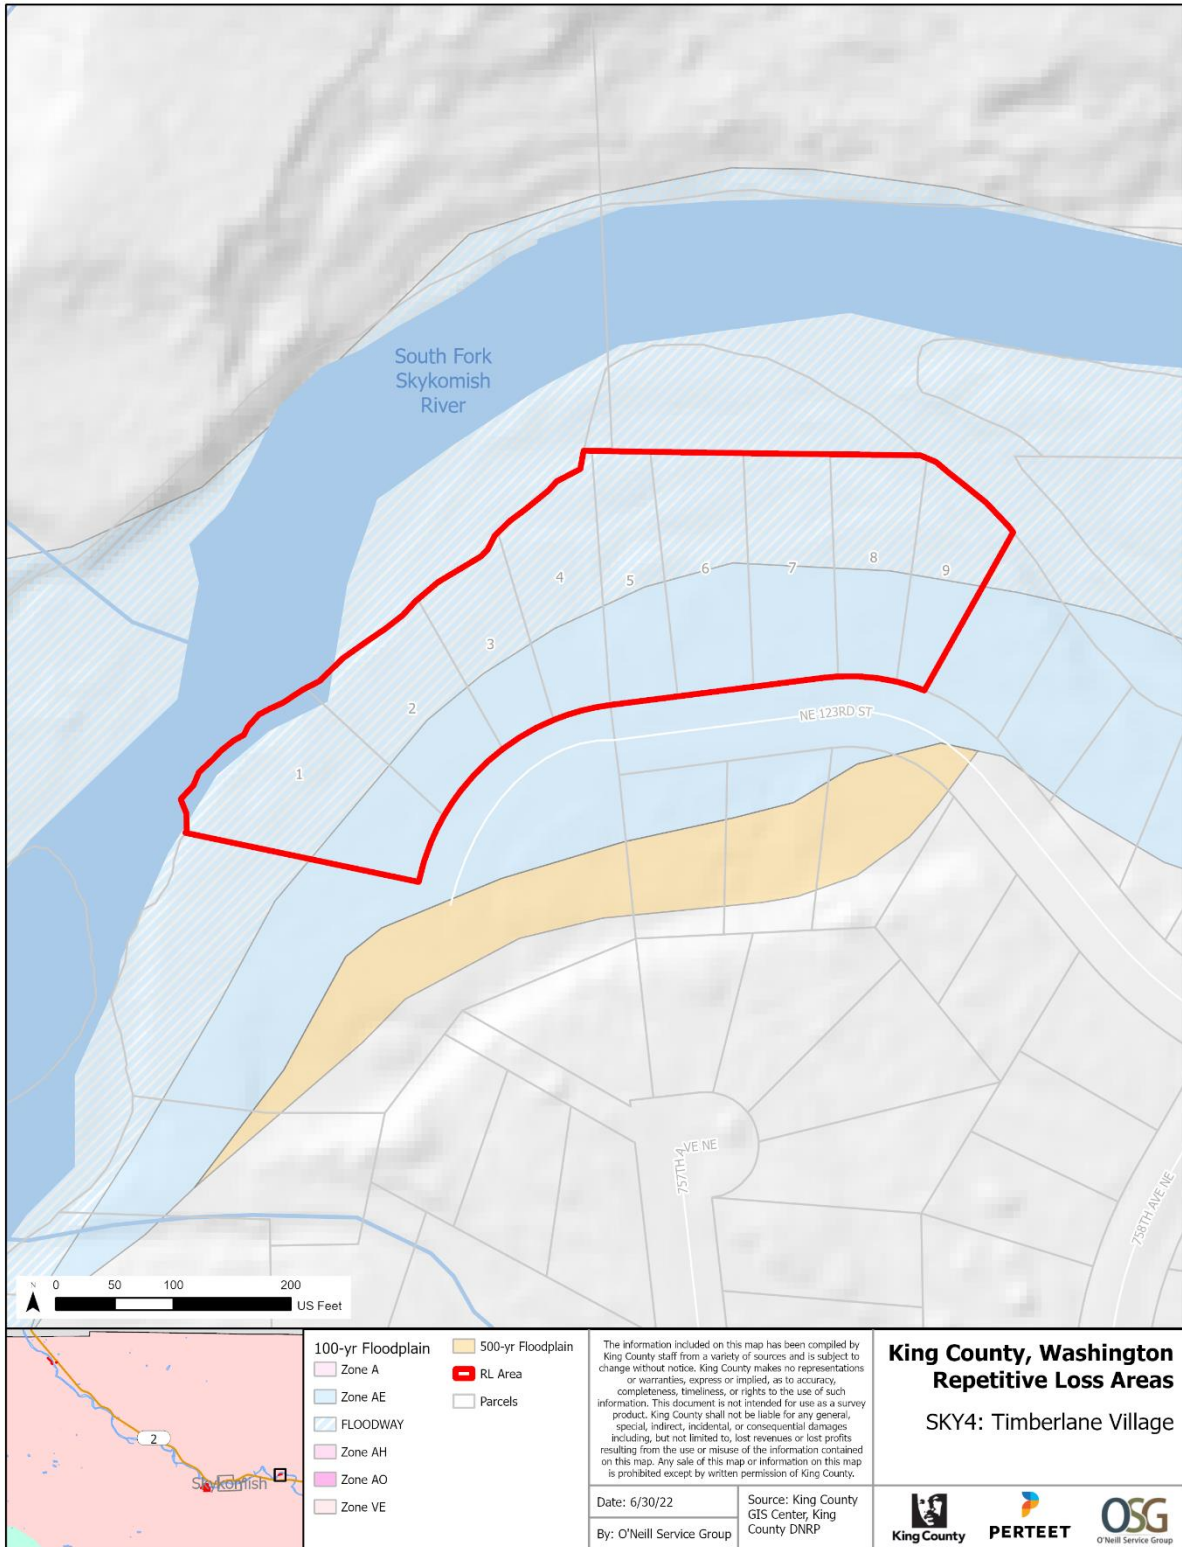 South Fork
Skykomish
River
1
2
3
4
5
6
7
8
9
NE 123RD ST
757TH AVE NE
758TH AVE NE
N
0 50 100 200
US Feet
2
Skykomish
100-yr Floodplain
Zone A
Zone AE
FLOODWAY
Zone AH
Zone AO
Zone VE
500-yr Floodplain
RL Area
Parcels
The information included on this map has been compiled by
King County staff from a variety of sources and is subject to
change without notice. King County makes no representations
or warranties, express or implied, as to accuracy,
completeness, timeliness, or rights to the use of such
information. This document is not intended for use as a survey
product. King County shall not be liable for any general,
special, indirect, incidental, or consequential damages
including, but not limited to, lost revenues or lost profits
resulting from the use or misuse of the information contained
on this map. Any sale of this map or information on this map
is prohibited except by written permission of King County.
Date: 6/30/22
By: O'Neill Service Group
Source: King County
GIS Center, King
County DNRP
King County, Washington
Repetitive Loss Areas
SKY4: Timberlane Village
King County
PERTEET
OSG
O'Neill Service Group